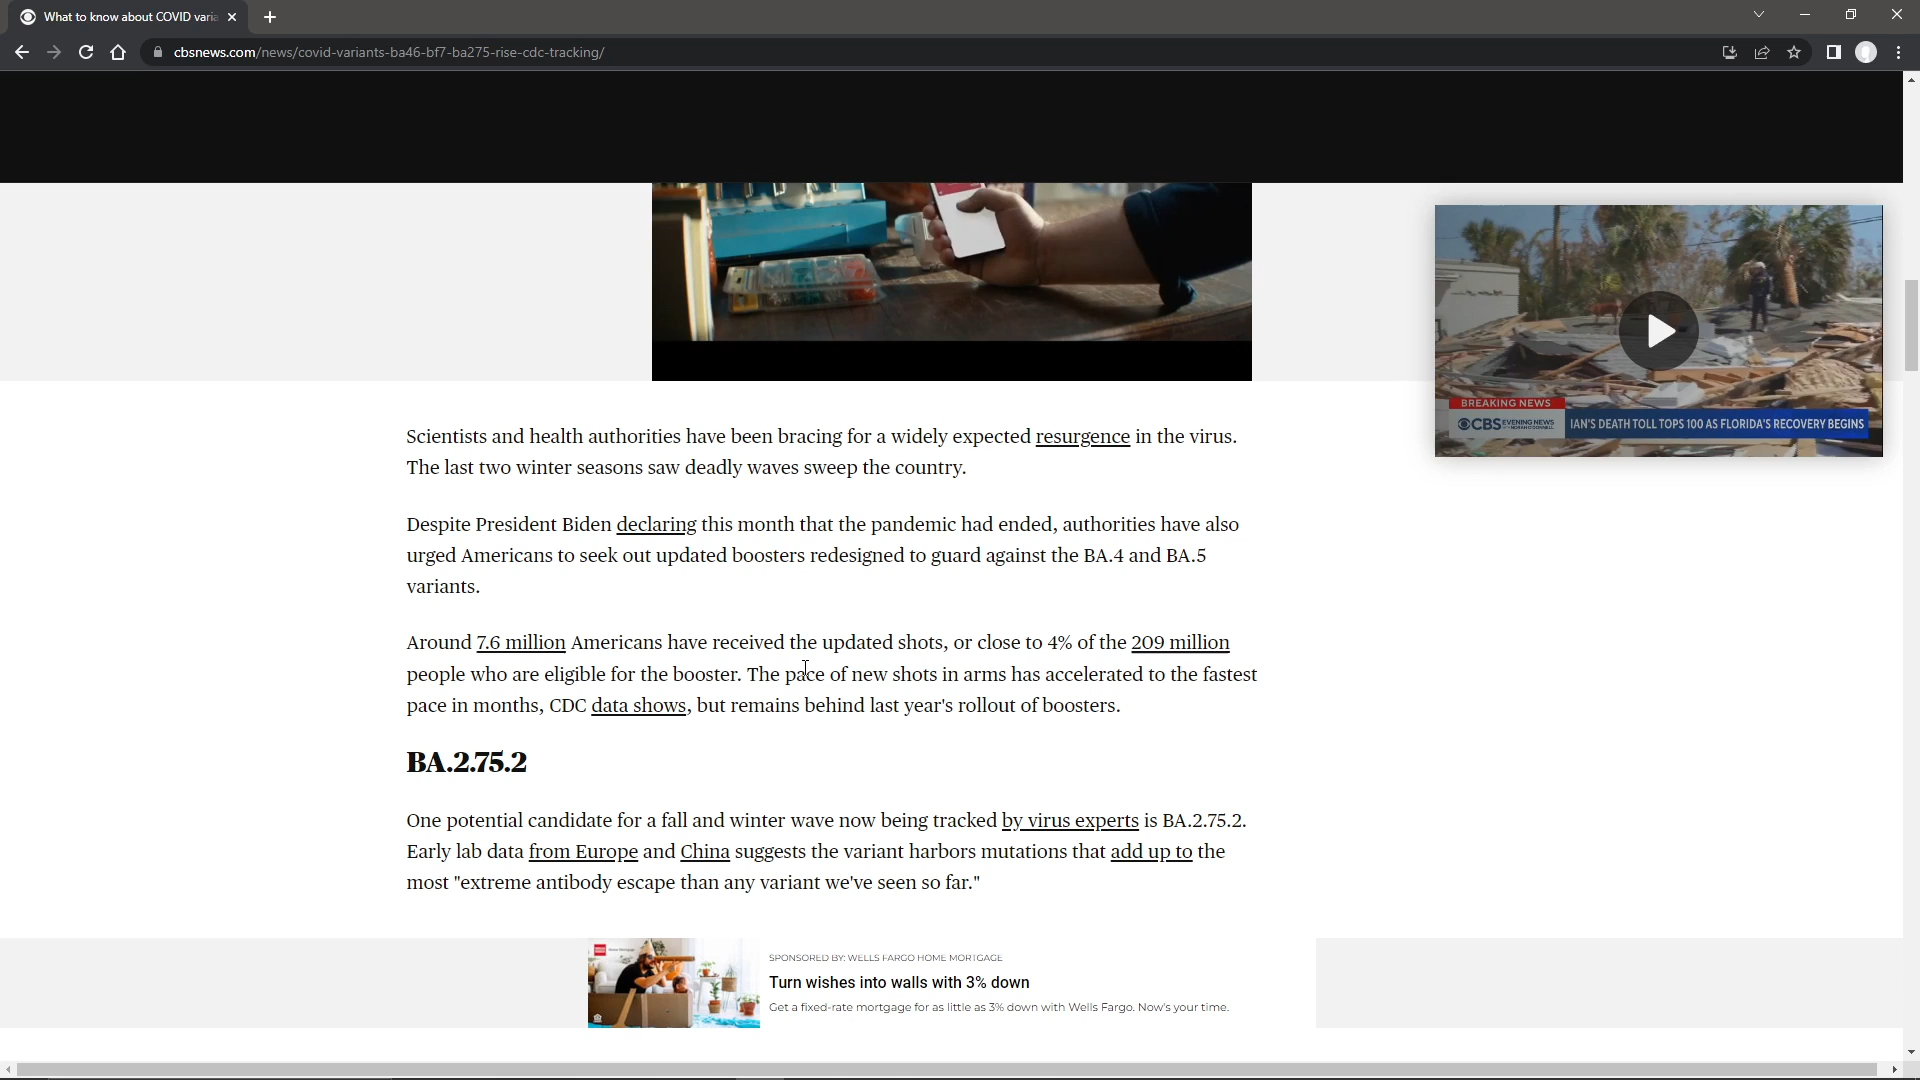 What to know about COVID varia
cbsnews.com/news/covid-variants-ba46-bf7-ba275-rise-cdc-tracking/
BREAKING NEWS
CBS EVENING NEWS IAN'S DEATH TOLL TOPS 100 AS FLORIDA'S RECOVERY BEGINS
Scientists and health authorities have been bracing for a widely expected resurgence in the virus.
The last two winter seasons saw deadly waves sweep the country.
Despite President Biden declaring this month that the pandemic had ended, authorities have also
urged Americans to seek out updated boosters redesigned to guard against the BA.4 and BA.5
variants.
Around 7.6 million Americans have received the updated shots, or close to 4% of the 209 million
people who are eligible for the booster. The pace of new shots in arms has accelerated to the fastest
pace in months, CDC data shows, but remains behind last year's rollout of boosters.
BA.2.75.2
One potential candidate for a fall and winter wave now being tracked by virus experts is BA.2.75.2.
Early lab data from Europe and China suggests the variant harbors mutations that add up to the
most "extreme antibody escape than any variant we've seen so far."
SPONSORED BY: WELLS FARGO HOME MORTGAGE
Turn wishes into walls with 3% down
Get a fixed-rate mortgage for as little as 3% down with Wells Fargo. Now's your time.